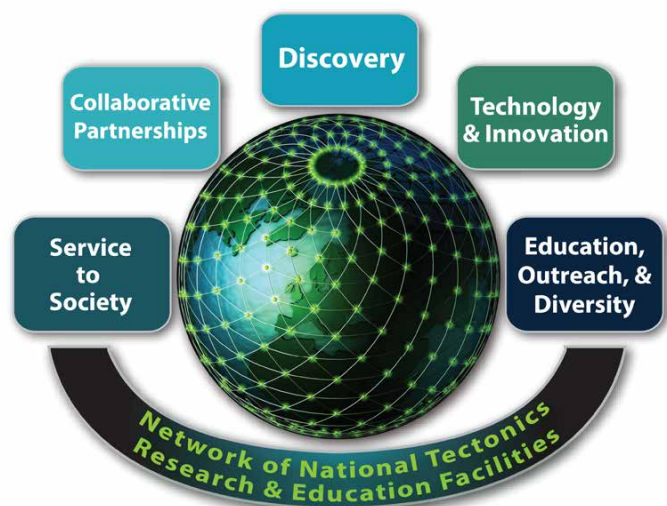 Discovery
Collaborative
Partnerships
Technology
& Innovation
Service
to
Society
Education,
Outreach, &
Diversity
Network of National Tectonics
Research & Education Facilities